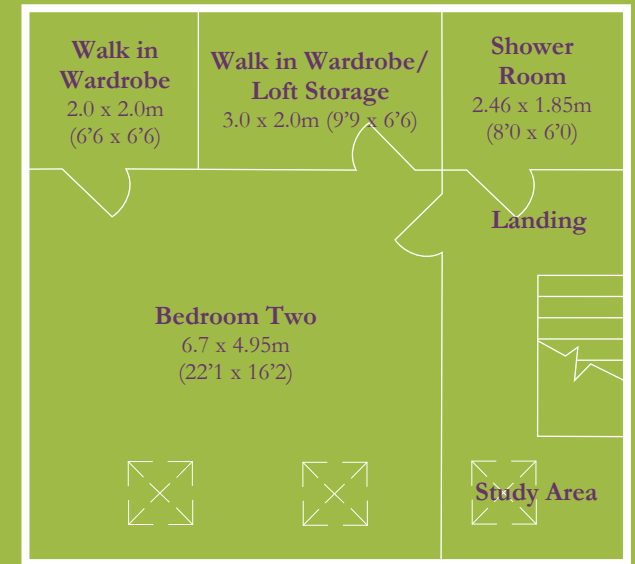 Walk in
Wardrobe
2.0 x 2.0m
(6’6 x 6’6)
Walk in Wardrobe/
Loft Storage
3.0 x 2.0m (9’9 x 6’6)
Shower
Room
2.46 x 1.85m
(8’0 x 6’0)
Landing
Bedroom Two
6.7 x 4.95m
(22’1 x 16’2)
Study Area